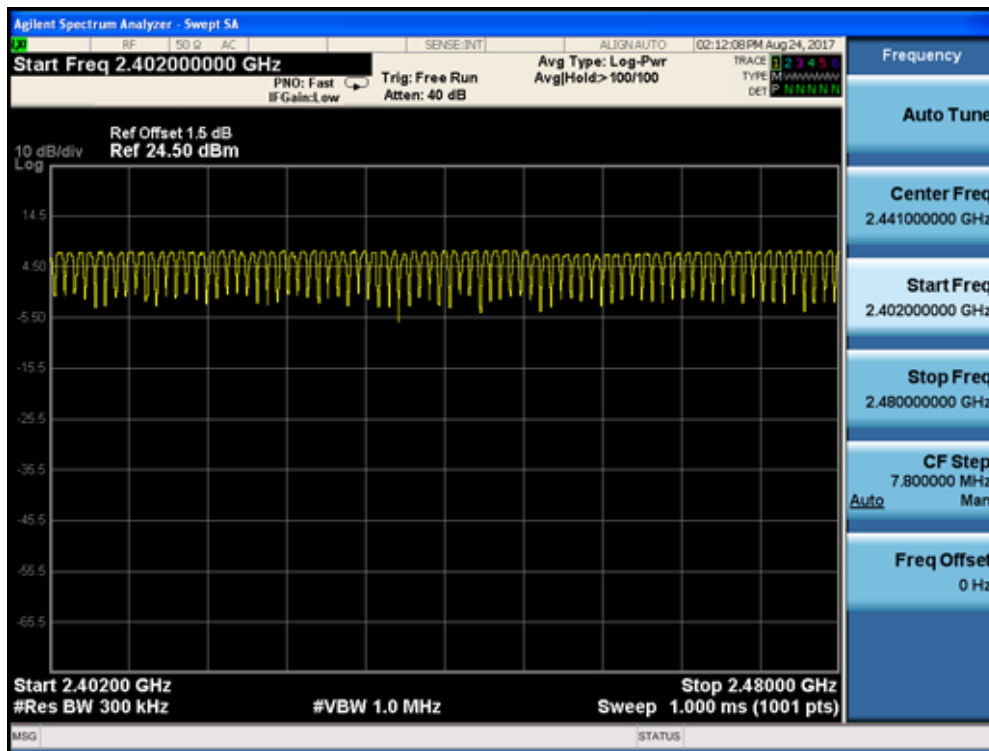 Agilent Spectrum Analyzer - Swept SA
RF 50 Ω AC SENSE:INT ALIGNAUTO 02:12:08 PM Aug 24, 2017
Start Freq 2.402000000 GHz
PNO: Fast
IFGain:Low
Trig: Free Run
Atten: 40 dB
Avg Type: Log-Pwr
Avg|Hold:>100/100
TRACE 1 2 3 4 5 6
TYPE M
DET P N N N N N
Ref Offset 1.5 dB
10 dB/div Ref 24.50 dBm
Log
14.5
4.50
-5.50
-15.5
-25.5
-35.5
-45.5
-55.5
-65.5
Start 2.40200 GHz Stop 2.48000 GHz
#Res BW 300 kHz #VBW 1.0 MHz Sweep 1.000 ms (1001 pts)
MSG STATUS
Frequency
Auto Tune
Center Freq
2.441000000 GHz
Start Freq
2.402000000 GHz
Stop Freq
2.480000000 GHz
CF Step
7.800000 MHz
Auto Man
Freq Offset
0 Hz